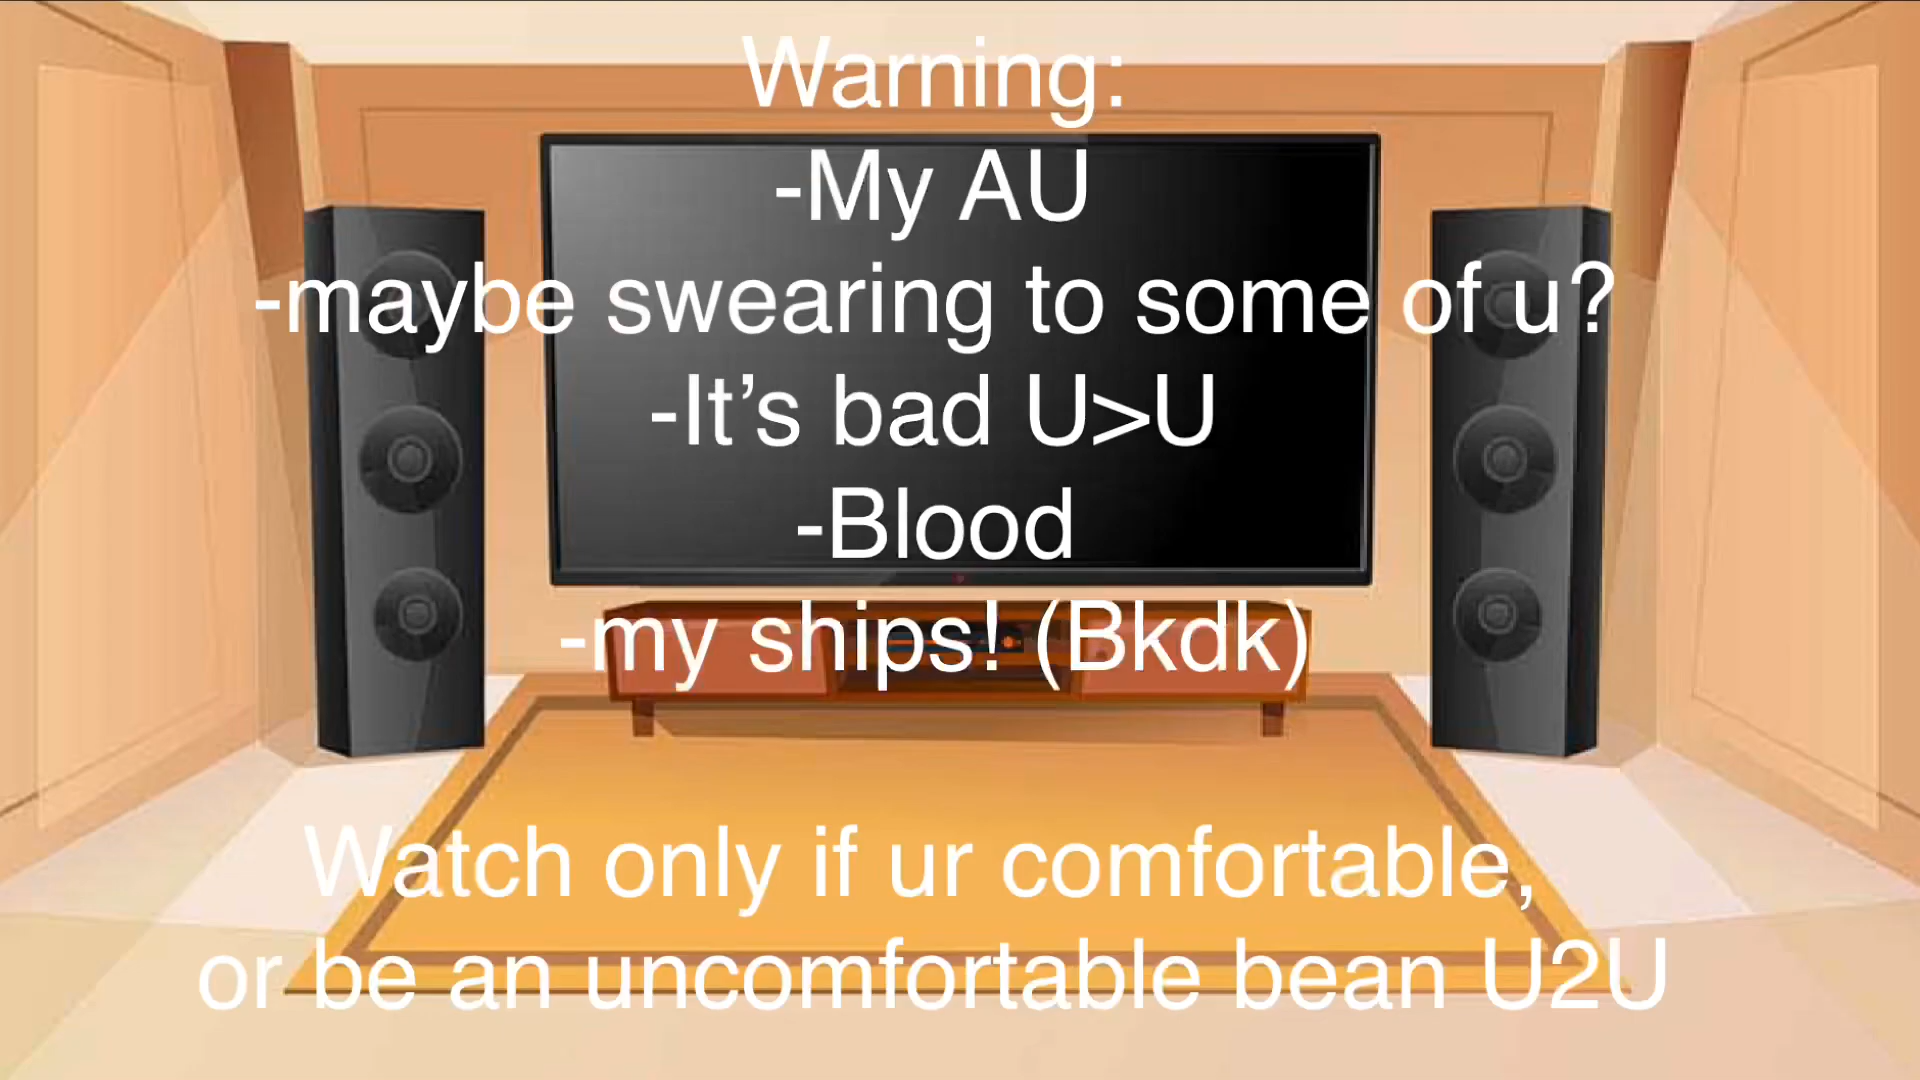 Warning:
-My AU
-maybe swearing to some of u?
-It’s bad U>U
-Blood
-my ships! (Bkdk)
Watch only if ur comfortable,
or be an uncomfortable bean U2U